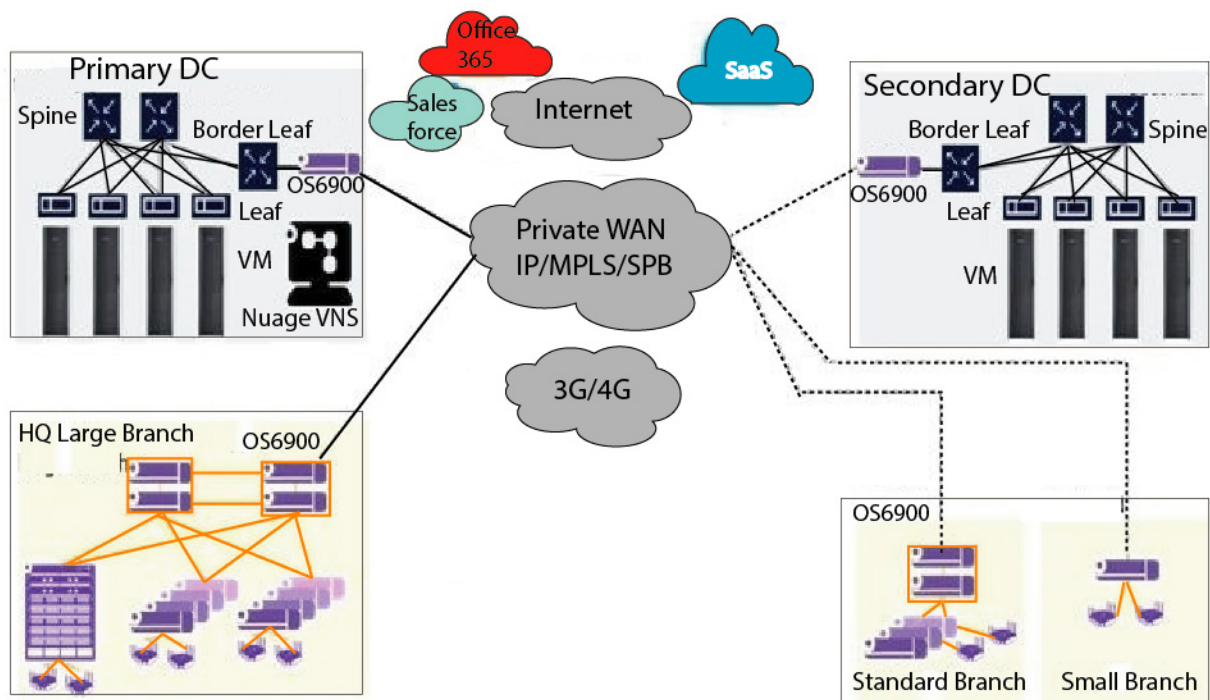 Office
365
SaaS
Sales
force
Internet
Primary DC
Spine
Border Leaf
OS6900
Leaf
VM
Nuage VNS
Private WAN
IP/MPLS/SPB
3G/4G
Secondary DC
Border Leaf
Spine
OS6900
Leaf
VM
HQ Large Branch
OS6900
OS6900
Standard Branch
Small Branch